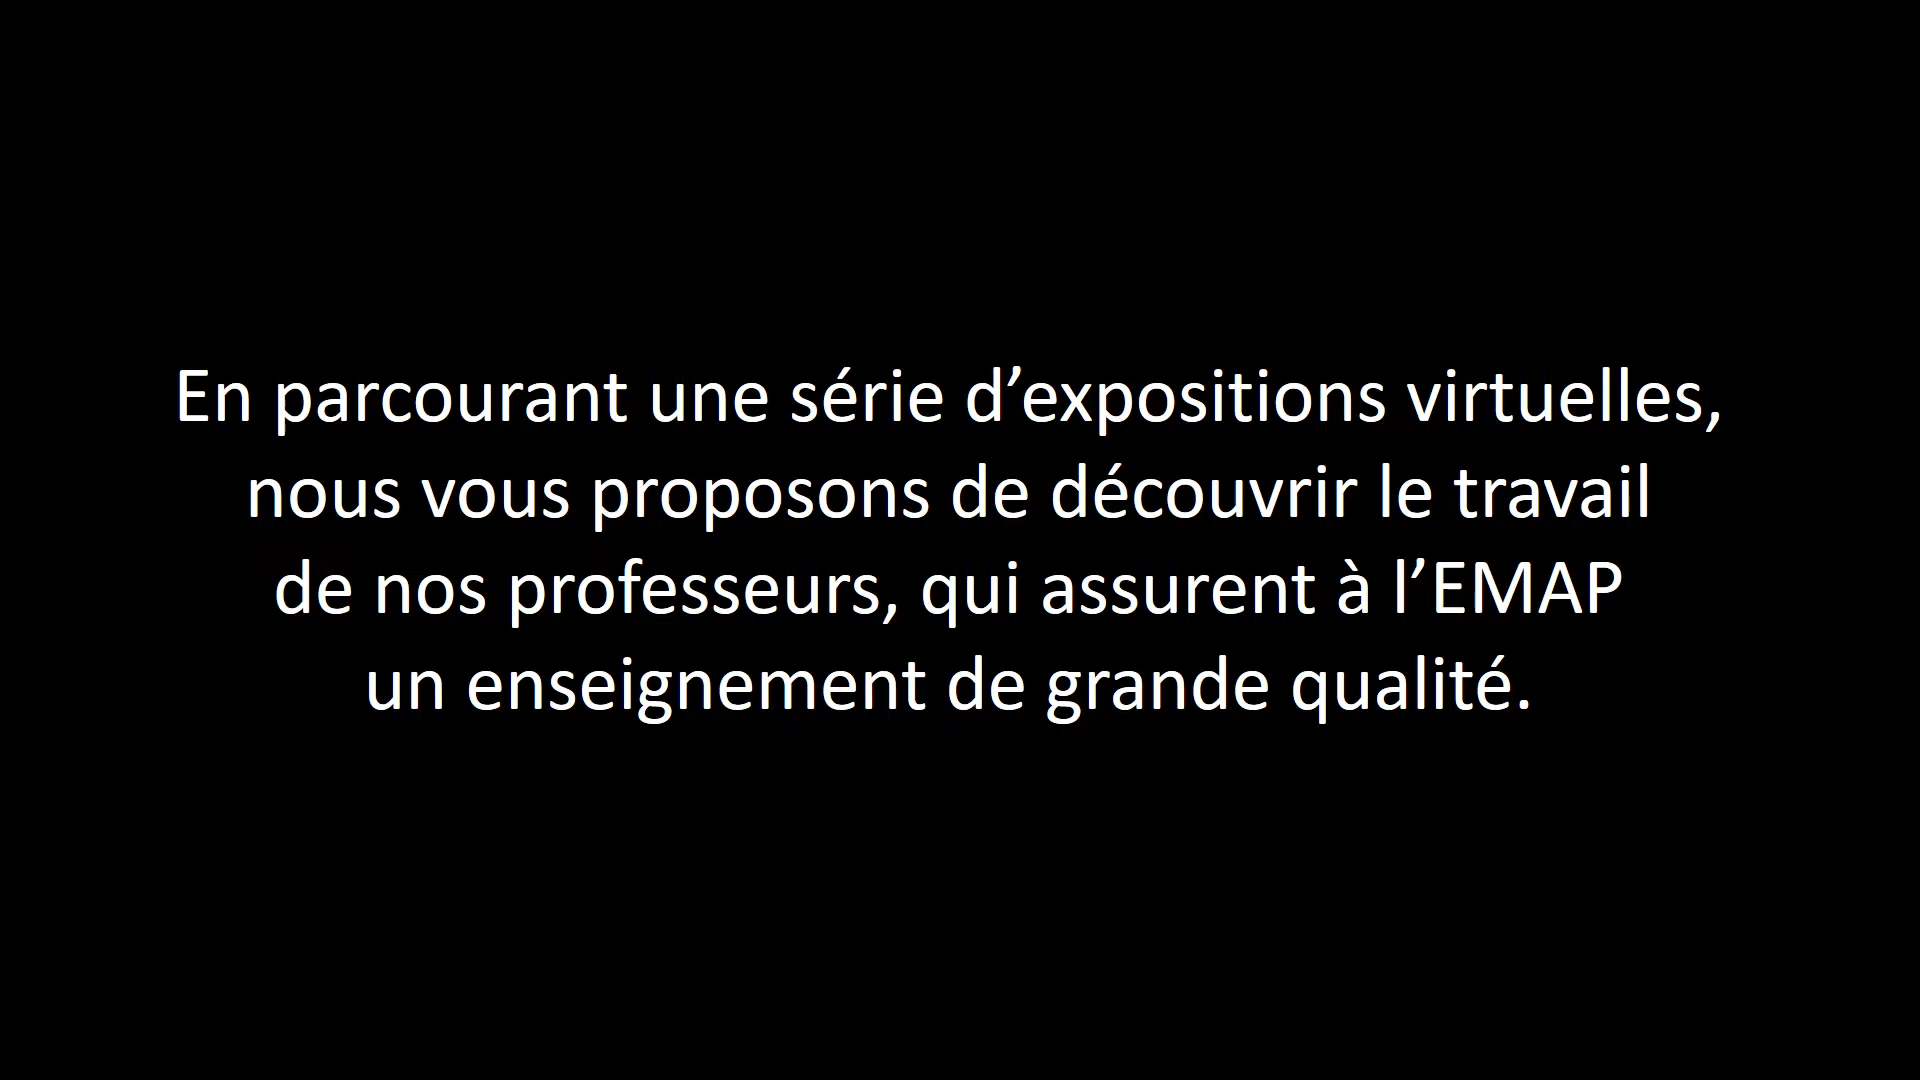 En parcourant une série d’expositions virtuelles,
nous vous proposons de découvrir le travail
de nos professeurs, qui assurent à l’EMAP
un enseignement de grande qualité.